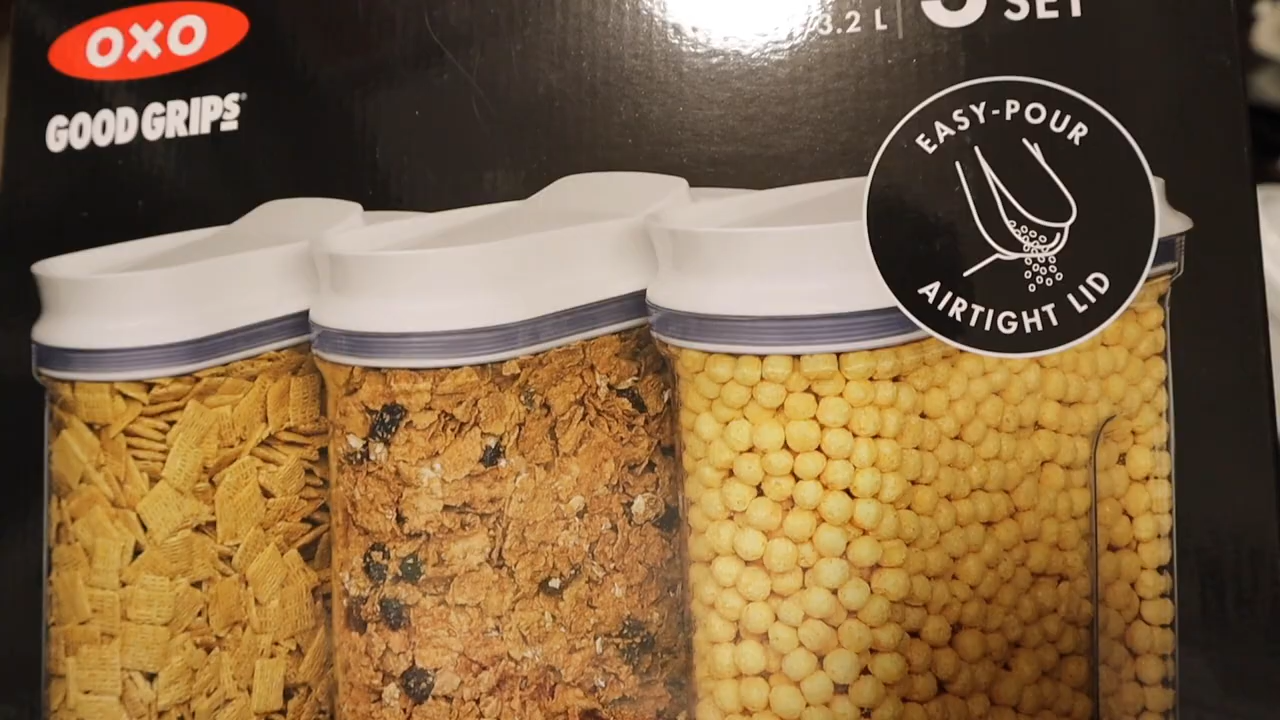 OXO
GOOD GRIPS
3.2 L
SET
EASY-POUR
AIRTIGHT LID